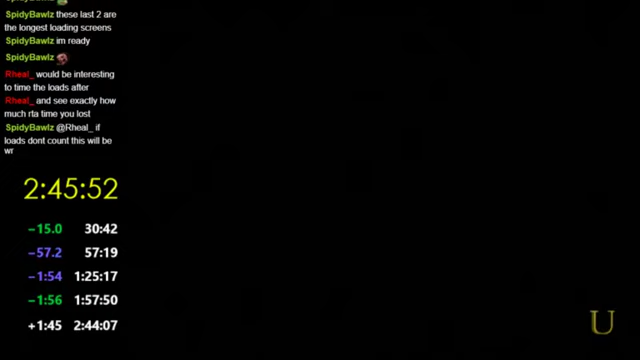 SpidyBawlz
SpidyBawlz these last 2 are
the longest loading screens
SpidyBawlz im ready
SpidyBawlz
Rheal_ would be interesting
to time the loads after
Rheal_ and see exactly how
much rta time you lost
SpidyBawlz @Rheal_ if
loads dont count this will be
wr
2:45:52
-15.0 30:42
-57.2 57:19
-1:54 1:25:17
-1:56 1:57:50
+1:45 2:44:07
U